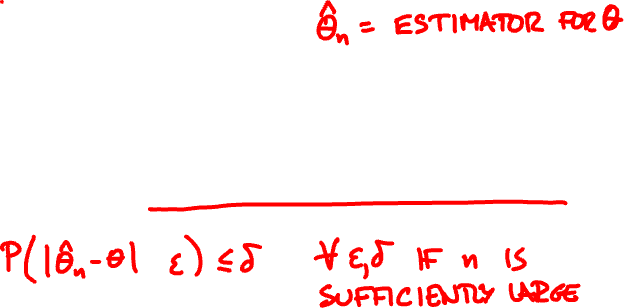 θ̂ₙ = ESTIMATOR FOR θ
P(|θ̂ₙ-θ| ε) ≤ δ ∀ ε,δ IF n IS
SUFFICIENTLY LARGE